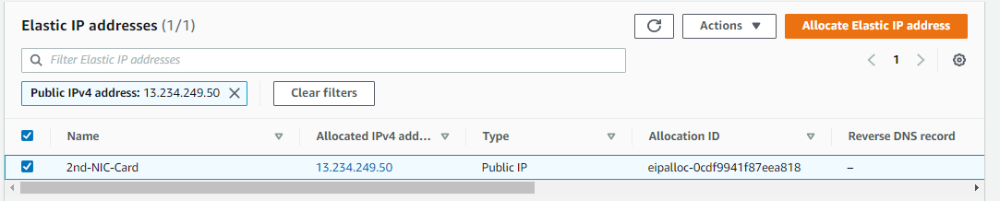 Elastic IP addresses (1/1)
Actions
Allocate Elastic IP address
Filter Elastic IP addresses
1
Public IPv4 address: 13.234.249.50
Clear filters
Name Allocated IPv4 add... Type Allocation ID Reverse DNS record
2nd-NIC-Card 13.234.249.50 Public IP eipalloc-0cdf9941f87eea818 –